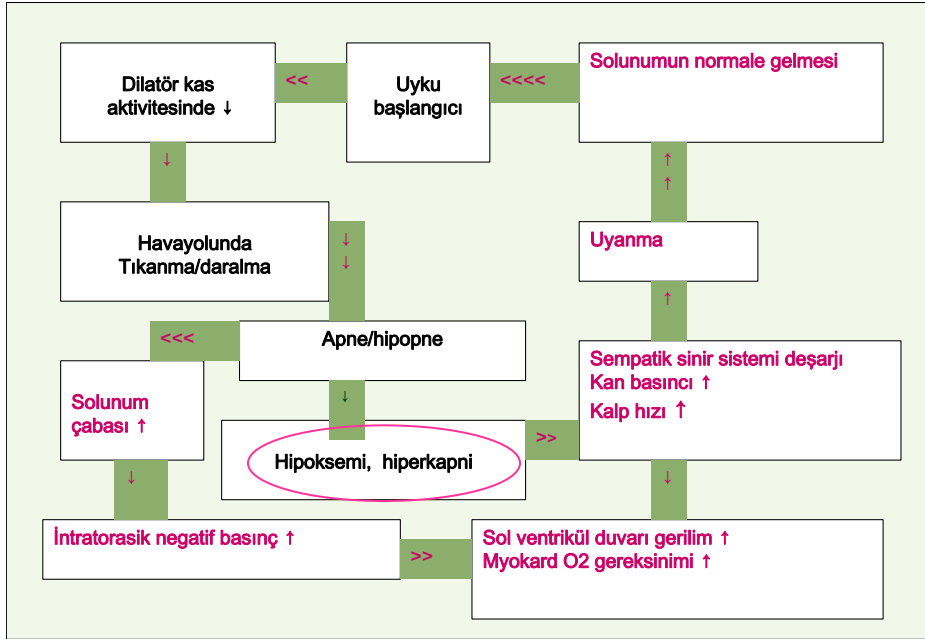 Dilatör kas
aktivitesinde ↓
<<
Uyku
başlangıcı
<<<<
Solunumun normale gelmesi
↓
↑
↑
Havayolunda
Tıkanma/daralma
↓
↓
Uyanma
↑
<<<
Apne/hipopne
Sempatik sinir sistemi deşarjı
Kan basıncı ↑
Kalp hızı ↑
Solunum
çabası ↑
↓
Hipoksemi, hiperkapni
>>
↓
↓
İntratorasik negatif basınç ↑
>>
Sol ventrikül duvarı gerilim ↑
Myokard O2 gereksinimi ↑